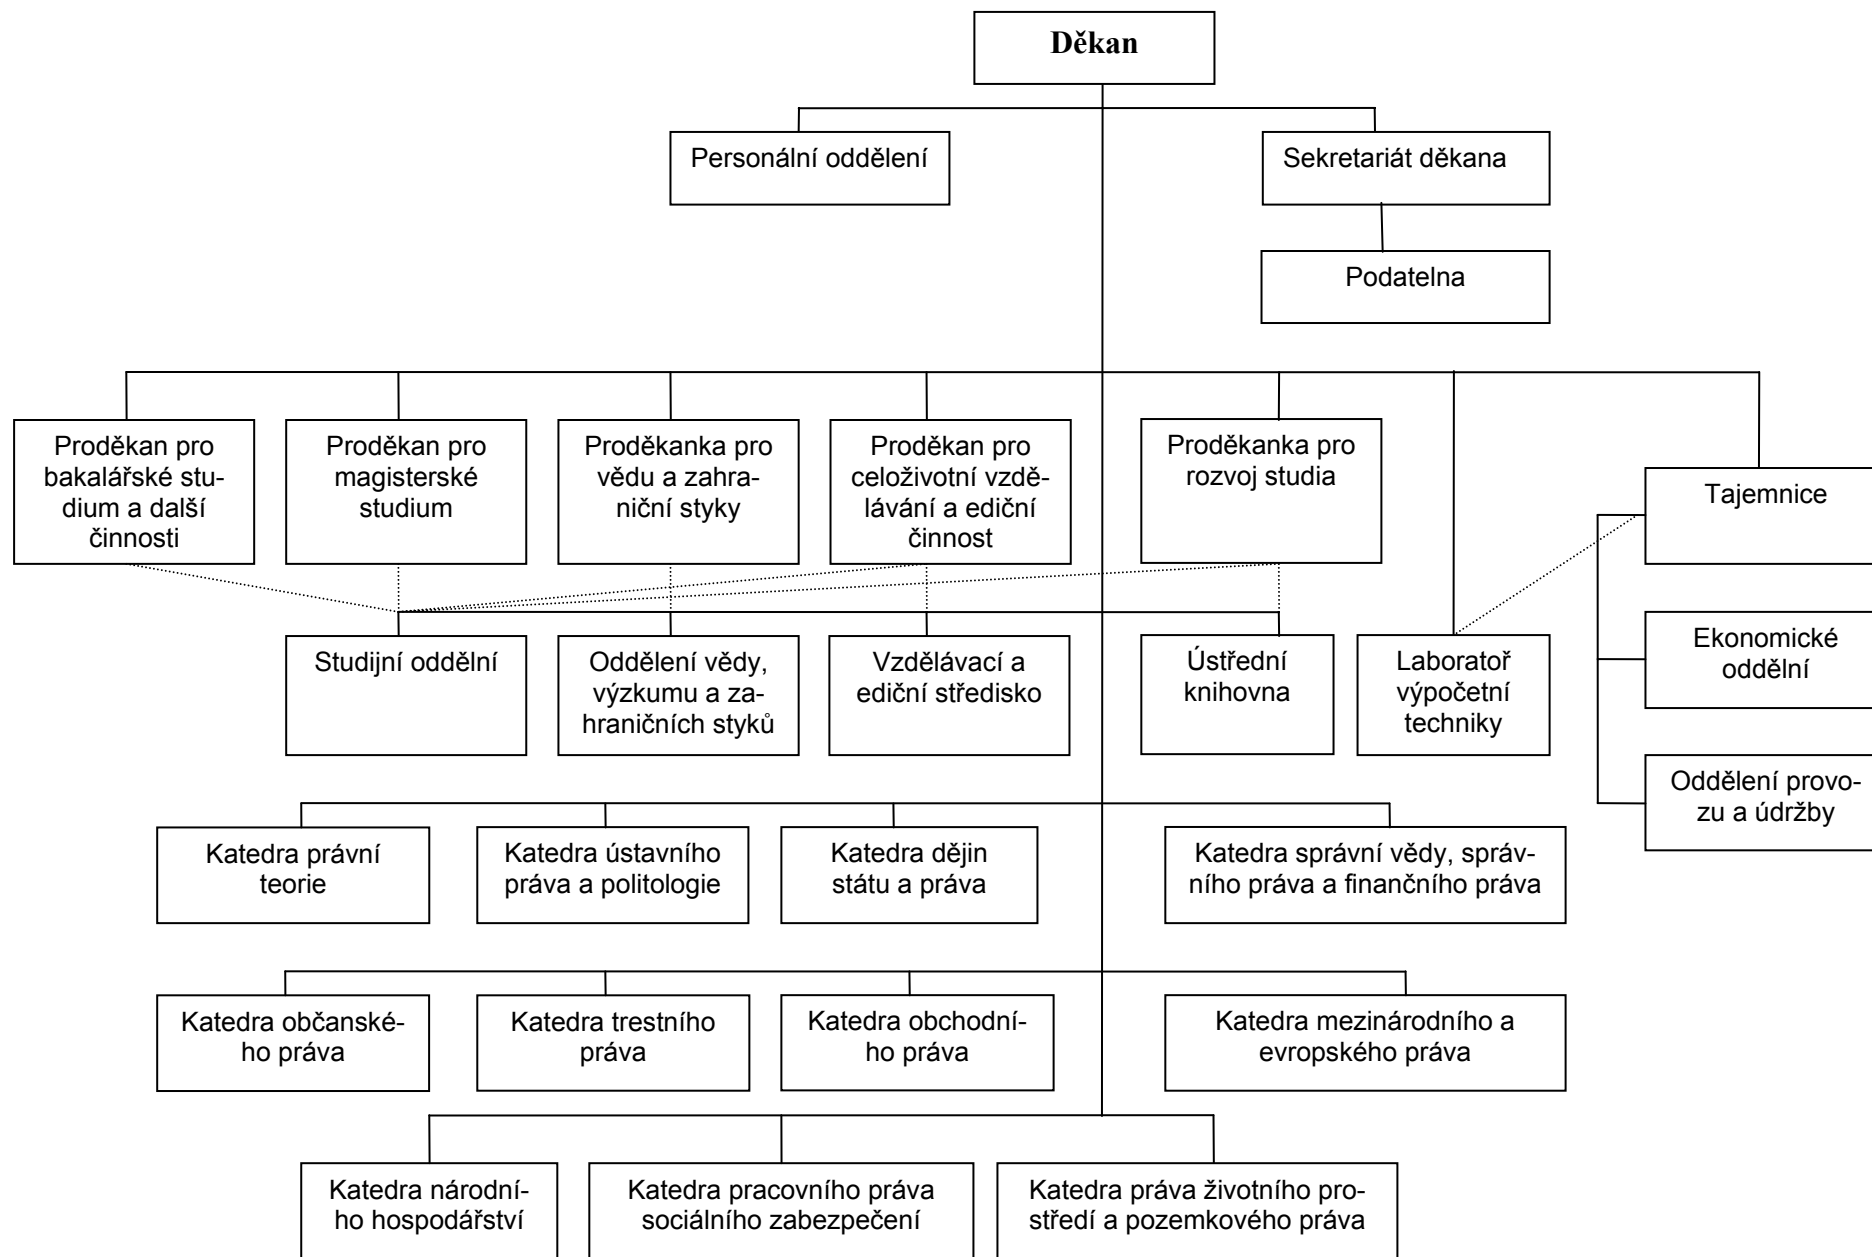 Děkan
Personální oddělení
Sekretariát děkana
Podatelna
Proděkan pro
bakalářské stu-
dium a další
činnosti
Proděkan pro
magisterské
studium
Proděkanka pro
vědu a zahra-
niční styky
Proděkan pro
celoživotní vzdě-
lávání a ediční
činnost
Proděkanka pro
rozvoj studia
Tajemnice
Studijní oddělní
Oddělení vědy,
výzkumu a za-
hraničních styků
Vzdělávací a
ediční středisko
Ústřední
knihovna
Laboratoř
výpočetní
techniky
Ekonomické
oddělní
Oddělení provo-
zu a údržby
Katedra právní
teorie
Katedra ústavního
práva a politologie
Katedra dějin
státu a práva
Katedra správní vědy, správ-
ního práva a finančního práva
Katedra občanské-
ho práva
Katedra trestního
práva
Katedra obchodní-
ho práva
Katedra mezinárodního a
evropského práva
Katedra národní-
ho hospodářství
Katedra pracovního práva
sociálního zabezpečení
Katedra práva životního pro-
středí a pozemkového práva